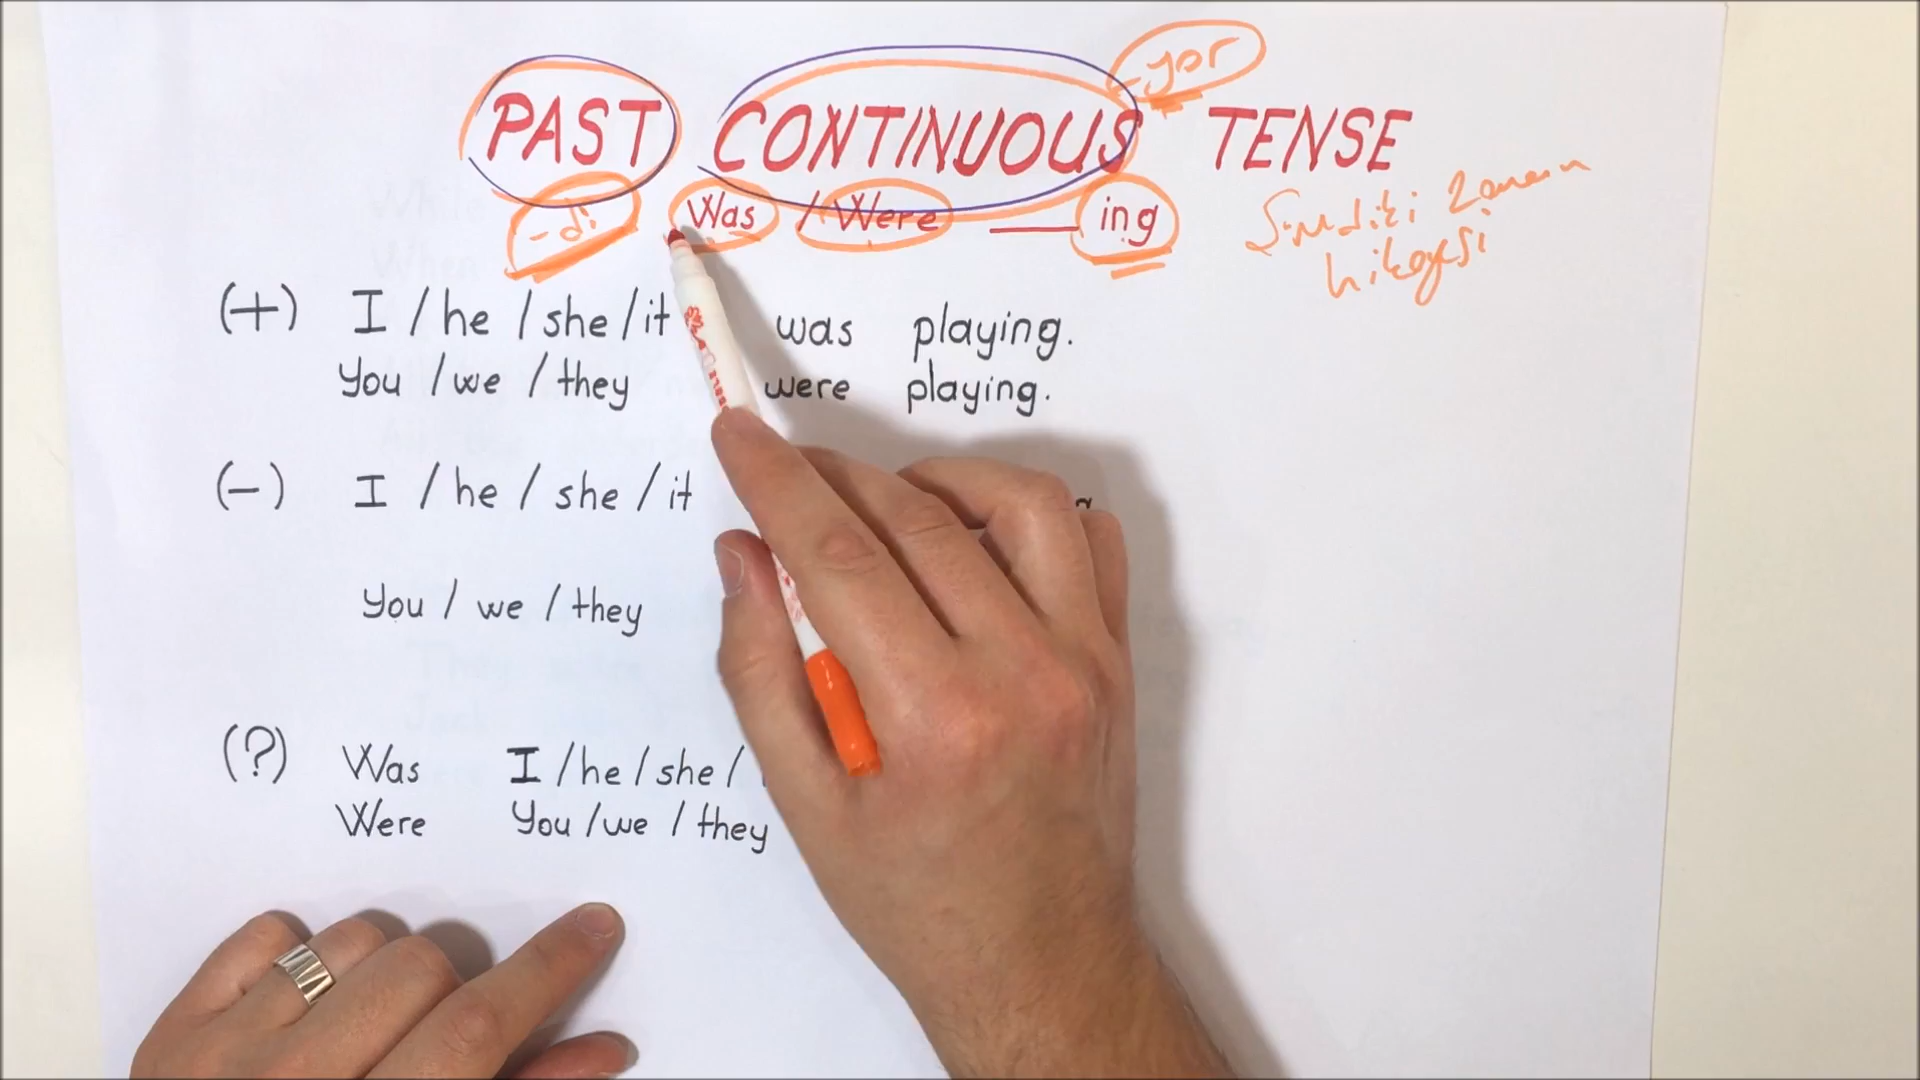 -yor
PAST CONTINUOUS TENSE
-di Was / Were ____ ing
Şimdiki Zamanın
hikayesi
(+) I / he / she / it was playing.
You / we / they were playing.
(-) I / he / she / it
You / we / they
(?) Was I / he / she /
Were You / we / they